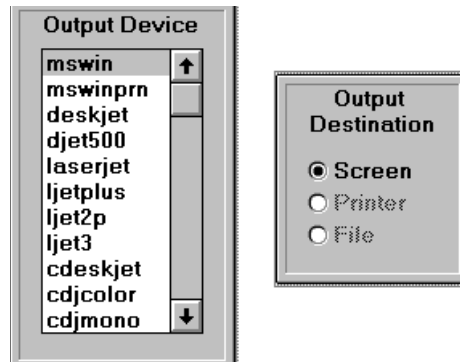 Output Device
mswin
mswinprn
deskjet
djet500
laserjet
ljetplus
ljet2p
ljet3
cdeskjet
cdjcolor
cdjmono
Output
Destination
Screen
Printer
File